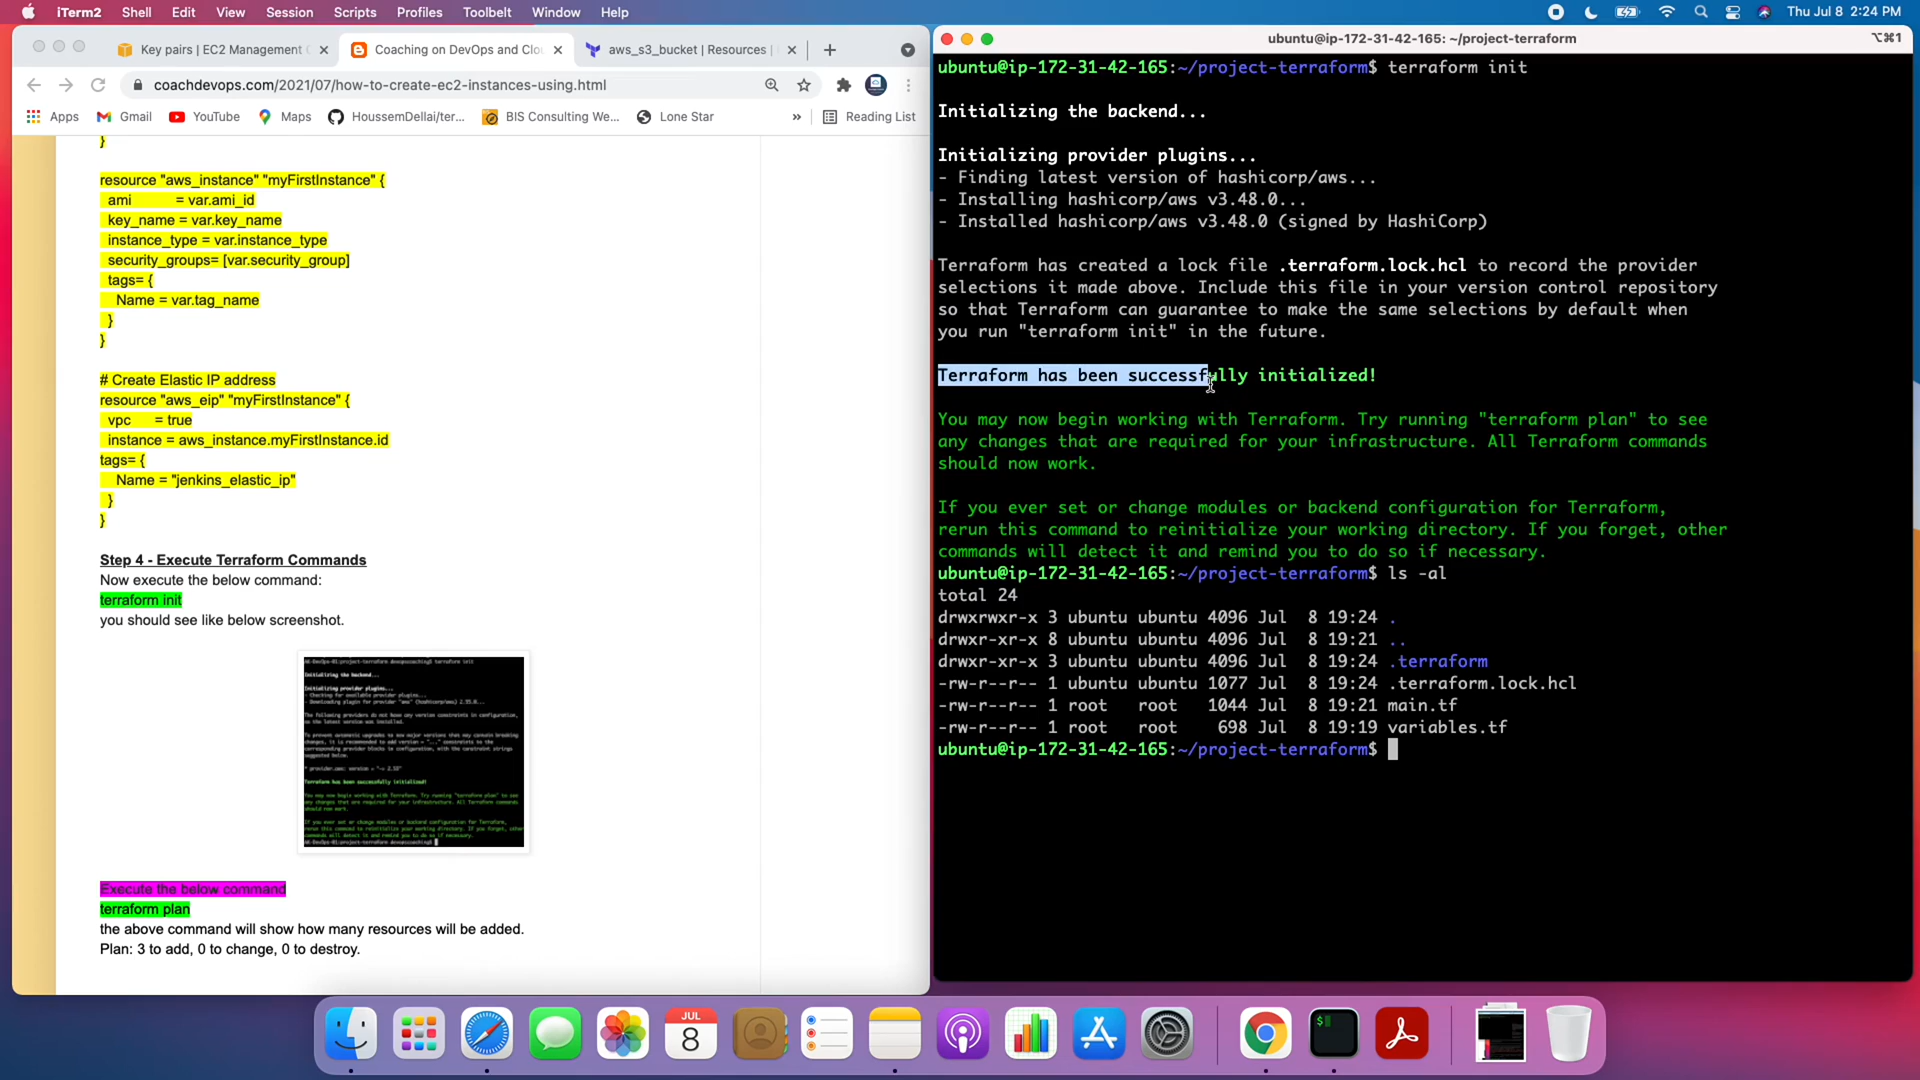 iTerm2 Shell Edit View Session Scripts Profiles Toolbelt Window Help Thu Jul 8 2:24 PM
Key pairs | EC2 Management C
Coaching on DevOps and Clou
aws_s3_bucket | Resources |
coachdevops.com/2021/07/how-to-create-ec2-instances-using.html
Apps Gmail YouTube Maps HoussemDellai/ter... BIS Consulting We... Lone Star » Reading List
}
resource "aws_instance" "myFirstInstance" {
ami = var.ami_id
key_name = var.key_name
instance_type = var.instance_type
security_groups= [var.security_group]
tags= {
Name = var.tag_name
}
}
# Create Elastic IP address
resource "aws_eip" "myFirstInstance" {
vpc = true
instance = aws_instance.myFirstInstance.id
tags= {
Name = "jenkins_elastic_ip"
}
}
Step 4 - Execute Terraform Commands
Now execute the below command:
terraform init
you should see like below screenshot.
Initializing the backend...
Initializing provider plugins...
Terraform has been successfully initialized!
Execute the below command
terraform plan
the above command will show how many resources will be added.
Plan: 3 to add, 0 to change, 0 to destroy.
ubuntu@ip-172-31-42-165: ~/project-terraform
⌥⌘1
ubuntu@ip-172-31-42-165:~/project-terraform$ terraform init
Initializing the backend...
Initializing provider plugins...
- Finding latest version of hashicorp/aws...
- Installing hashicorp/aws v3.48.0...
- Installed hashicorp/aws v3.48.0 (signed by HashiCorp)
Terraform has created a lock file .terraform.lock.hcl to record the provider
selections it made above. Include this file in your version control repository
so that Terraform can guarantee to make the same selections by default when
you run "terraform init" in the future.
Terraform has been successfully initialized!
You may now begin working with Terraform. Try running "terraform plan" to see
any changes that are required for your infrastructure. All Terraform commands
should now work.
If you ever set or change modules or backend configuration for Terraform,
rerun this command to reinitialize your working directory. If you forget, other
commands will detect it and remind you to do so if necessary.
ubuntu@ip-172-31-42-165:~/project-terraform$ ls -al
total 24
drwxrwxr-x 3 ubuntu ubuntu 4096 Jul  8 19:24 .
drwxr-xr-x 8 ubuntu ubuntu 4096 Jul  8 19:21 ..
drwxr-xr-x 3 ubuntu ubuntu 4096 Jul  8 19:24 .terraform
-rw-r--r-- 1 ubuntu ubuntu 1077 Jul  8 19:24 .terraform.lock.hcl
-rw-r--r-- 1 root   root   1044 Jul  8 19:21 main.tf
-rw-r--r-- 1 root   root    698 Jul  8 19:19 variables.tf
ubuntu@ip-172-31-42-165:~/project-terraform$
JUL
8